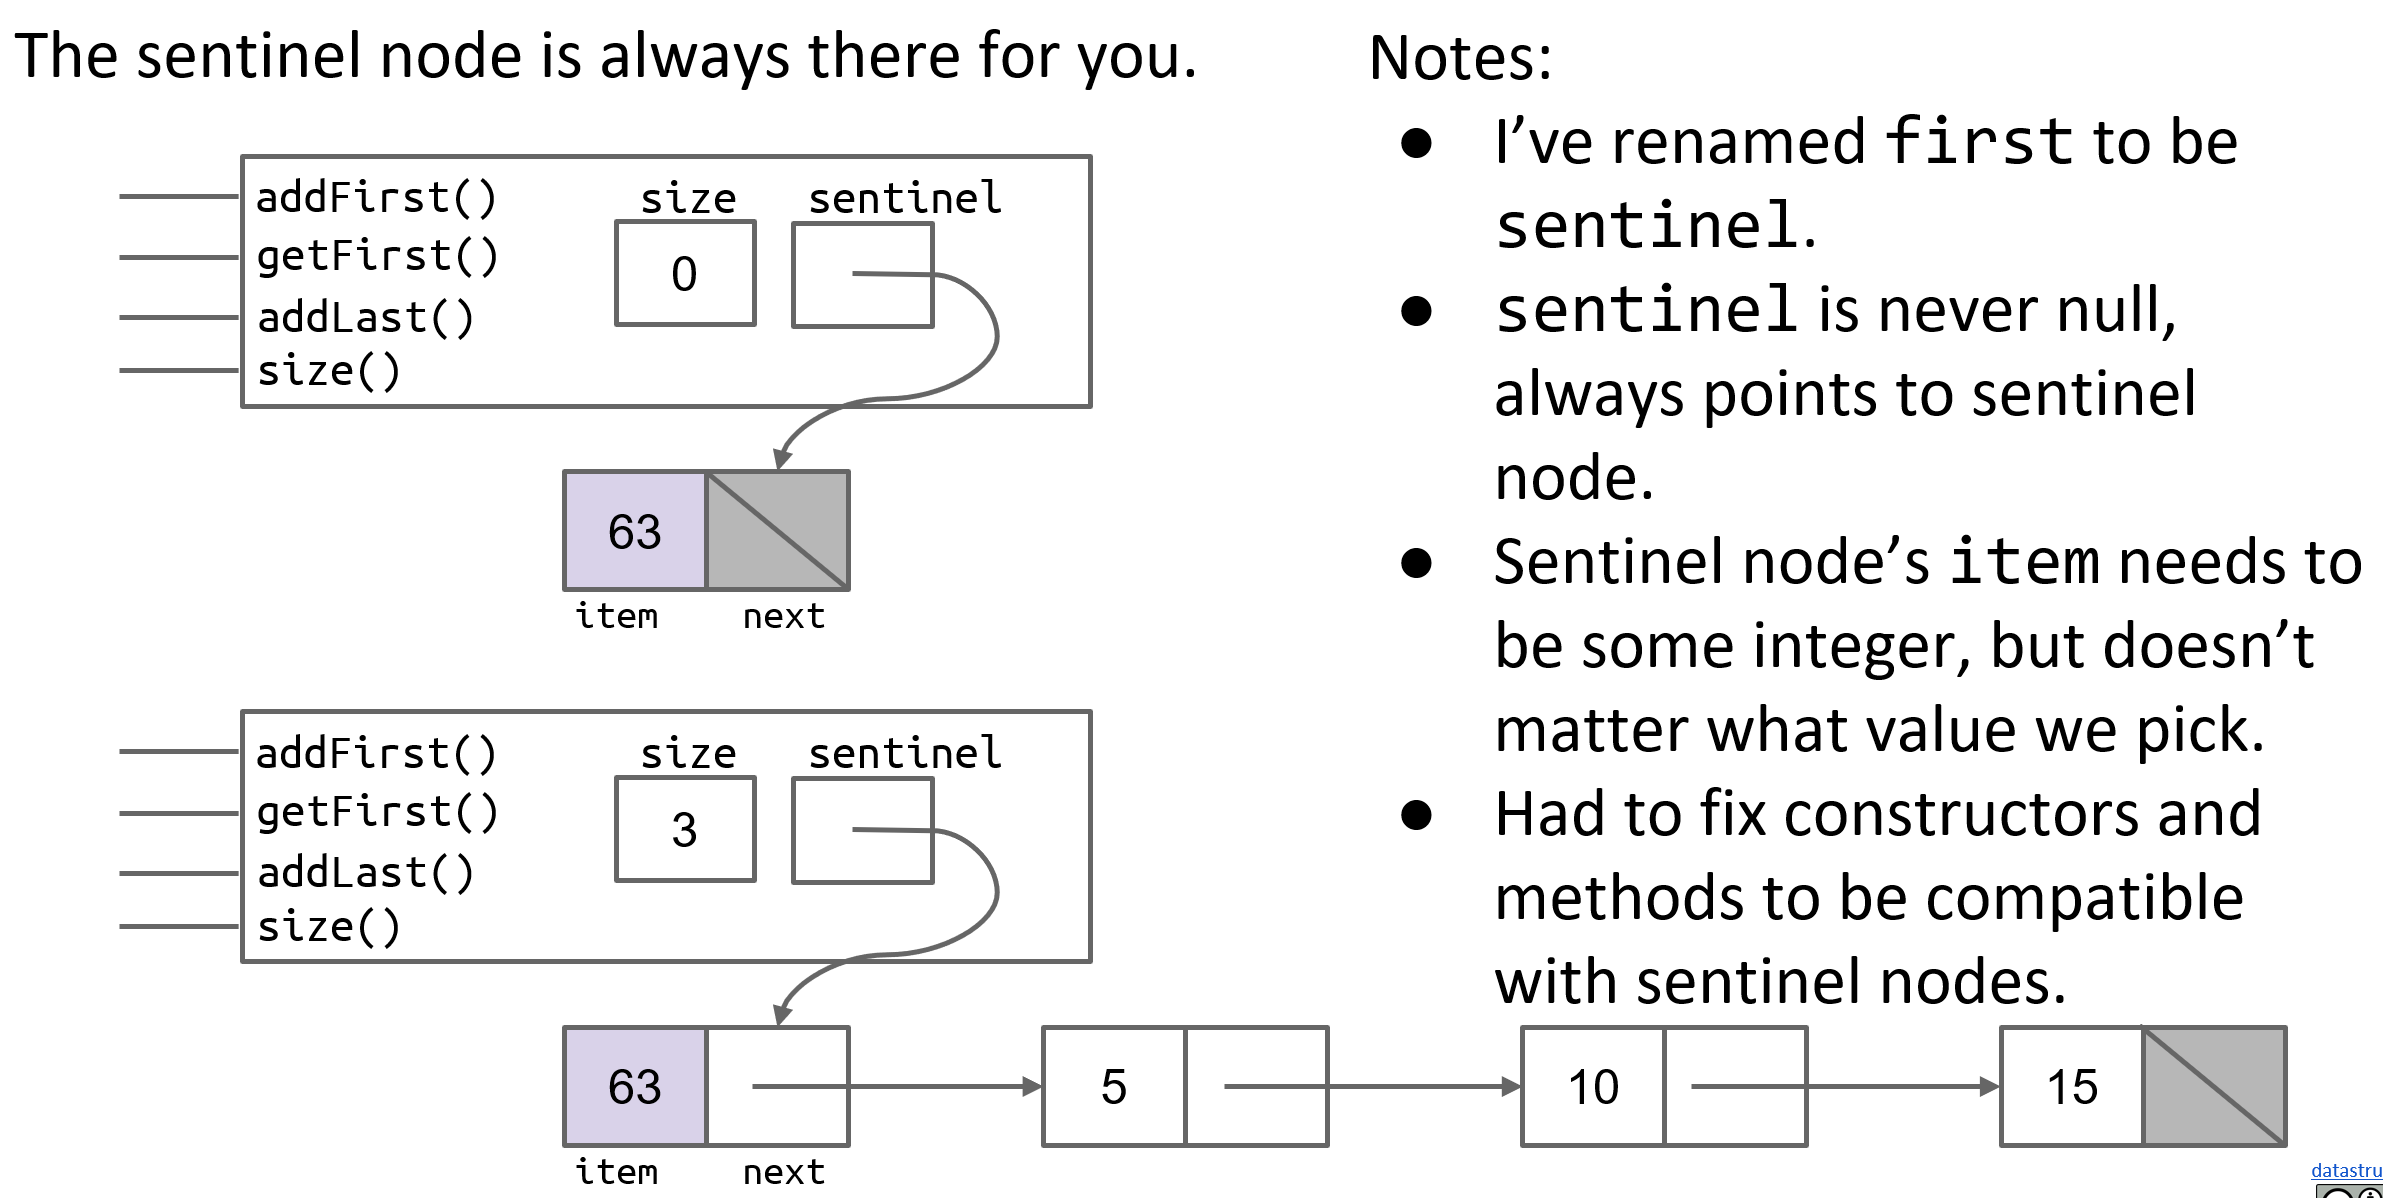 The sentinel node is always there for you.
addFirst()
getFirst()
addLast()
size()
size
sentinel
0
63
item
next
addFirst()
getFirst()
addLast()
size()
size
sentinel
3
63
5
10
15
item
next
Notes:
● I’ve renamed first to be
sentinel.
● sentinel is never null,
always points to sentinel
node.
● Sentinel node’s item needs to
be some integer, but doesn’t
matter what value we pick.
● Had to fix constructors and
methods to be compatible
with sentinel nodes.
datastru